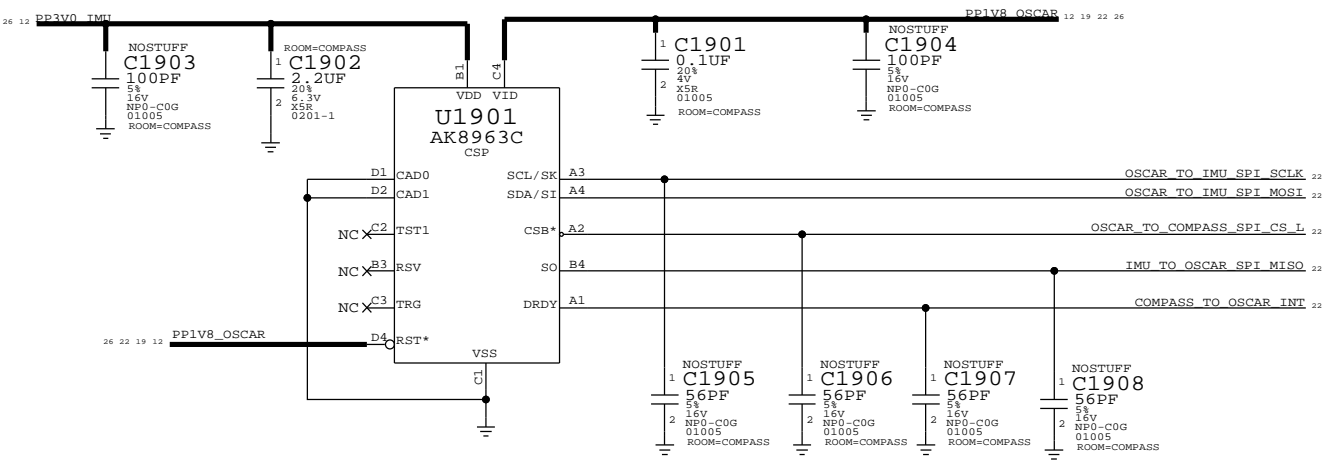 26 12 PP3V0_IMU
PP1V8_OSCAR 12 19 22 26
NOSTUFF
C1903
100PF
5%
16V
NP0-C0G
01005
ROOM=COMPASS
ROOM=COMPASS
1 C1902
2.2UF
20%
2 6.3V
X5R
0201-1
B1
C4
1 C1901
0.1UF
20%
2 4V
X5R
01005
ROOM=COMPASS
NOSTUFF
C1904
100PF
5%
16V
NP0-C0G
01005
ROOM=COMPASS
VDD VID
U1901
AK8963C
CSP
D1 CAD0
D2 CAD1
NC C2 TST1
NC B3 RSV
NC C3 TRG
26 22 19 12 PP1V8_OSCAR D4 RST*
VSS
C1
SCL/SK A3 OSCAR_TO_IMU_SPI_SCLK 22
SDA/SI A4 OSCAR_TO_IMU_SPI_MOSI 22
CSB* A2 OSCAR_TO_COMPASS_SPI_CS_L 22
SO B4 IMU_TO_OSCAR_SPI_MISO 22
DRDY A1 COMPASS_TO_OSCAR_INT 22
NOSTUFF
1 C1905
56PF
5%
2 16V
NP0-C0G
01005
ROOM=COMPASS
NOSTUFF
1 C1906
56PF
5%
2 16V
NP0-C0G
01005
ROOM=COMPASS
NOSTUFF
1 C1907
56PF
5%
2 16V
NP0-C0G
01005
ROOM=COMPASS
NOSTUFF
1 C1908
56PF
5%
2 16V
NP0-C0G
01005
ROOM=COMPASS